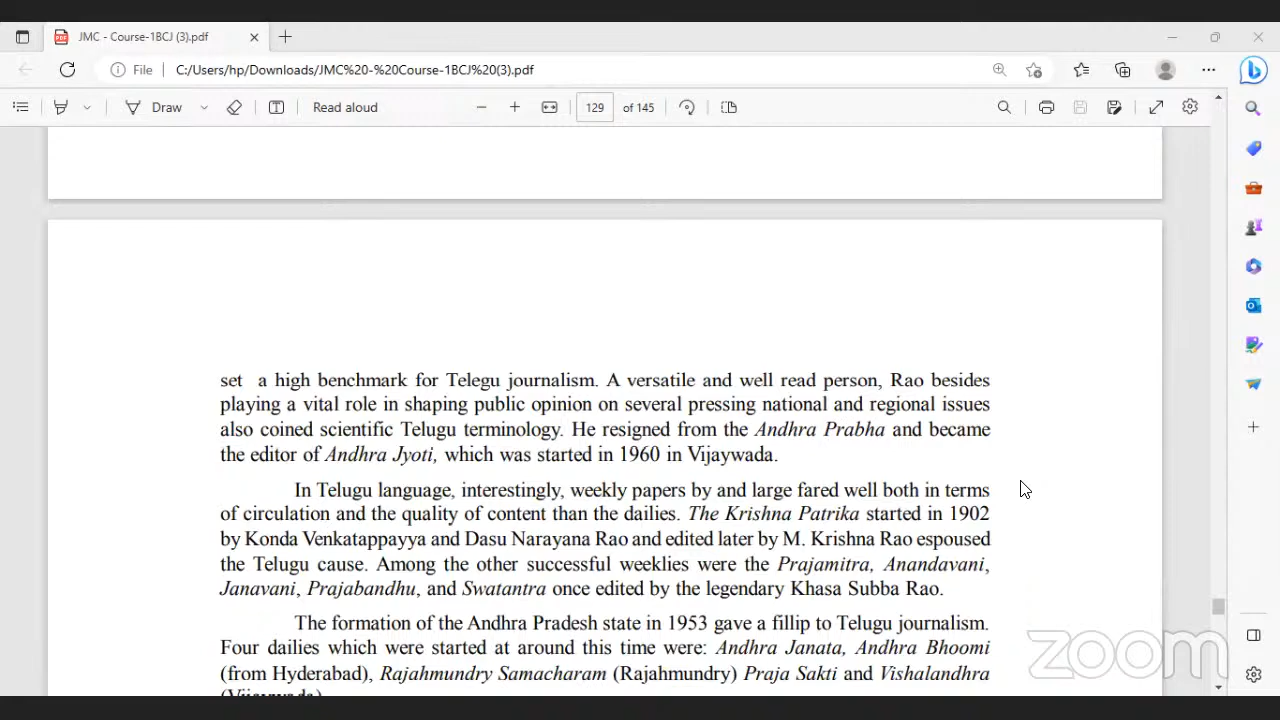 JMC - Course-1BCJ (3).pdf
File C:/Users/hp/Downloads/JMC%20-%20Course-1BCJ%20(3).pdf
Draw Read aloud 129 of 145
set a high benchmark for Telegu journalism. A versatile and well read person, Rao besides
playing a vital role in shaping public opinion on several pressing national and regional issues
also coined scientific Telugu terminology. He resigned from the Andhra Prabha and became
the editor of Andhra Jyoti, which was started in 1960 in Vijaywada.
In Telugu language, interestingly, weekly papers by and large fared well both in terms
of circulation and the quality of content than the dailies. The Krishna Patrika started in 1902
by Konda Venkatappayya and Dasu Narayana Rao and edited later by M. Krishna Rao espoused
the Telugu cause. Among the other successful weeklies were the Prajamitra, Anandavani,
Janavani, Prajabandhu, and Swatantra once edited by the legendary Khasa Subba Rao.
The formation of the Andhra Pradesh state in 1953 gave a fillip to Telugu journalism.
Four dailies which were started at around this time were: Andhra Janata, Andhra Bhoomi
(from Hyderabad), Rajahmundry Samacharam (Rajahmundry) Praja Sakti and Vishalandhra
(Vijaywada)
zoom